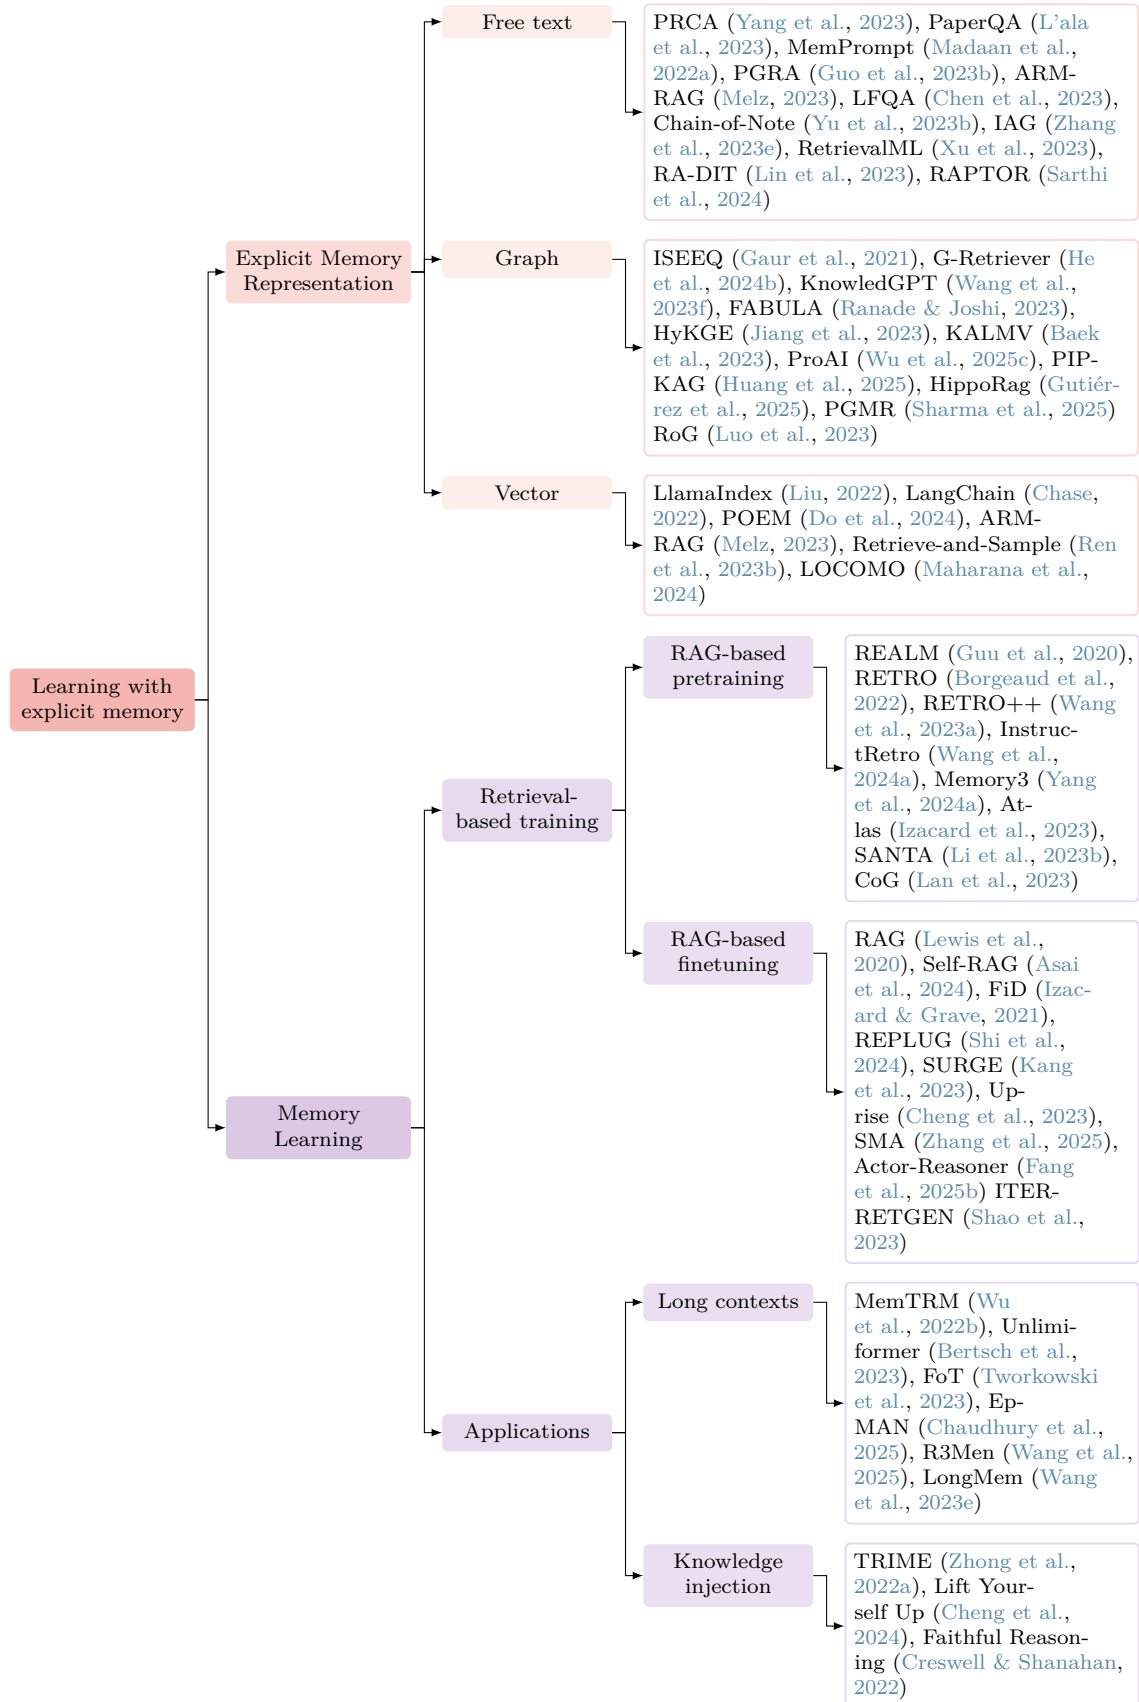 Free text
PRCA (Yang et al., 2023), PaperQA (L'ala
et al., 2023), MemPrompt (Madaan et al.,
2022a), PGRA (Guo et al., 2023b), ARM-
RAG (Melz, 2023), LFQA (Chen et al., 2023),
Chain-of-Note (Yu et al., 2023b), IAG (Zhang
et al., 2023e), RetrievalML (Xu et al., 2023),
RA-DIT (Lin et al., 2023), RAPTOR (Sarthi
et al., 2024)
Explicit Memory
Representation
Graph
ISEEQ (Gaur et al., 2021), G-Retriever (He
et al., 2024b), KnowledGPT (Wang et al.,
2023f), FABULA (Ranade & Joshi, 2023),
HyKGE (Jiang et al., 2023), KALMV (Baek
et al., 2023), ProAI (Wu et al., 2025c), PIP-
KAG (Huang et al., 2025), HippoRag (Gutiér-
rez et al., 2025), PGMR (Sharma et al., 2025)
RoG (Luo et al., 2023)
Vector
LlamaIndex (Liu, 2022), LangChain (Chase,
2022), POEM (Do et al., 2024), ARM-
RAG (Melz, 2023), Retrieve-and-Sample (Ren
et al., 2023b), LOCOMO (Maharana et al.,
2024)
Learning with
explicit memory
RAG-based
pretraining
REALM (Guu et al., 2020),
RETRO (Borgeaud et al.,
2022), RETRO++ (Wang
et al., 2023a), Instruc-
tRetro (Wang et al.,
2024a), Memory3 (Yang
et al., 2024a), At-
las (Izacard et al., 2023),
SANTA (Li et al., 2023b),
CoG (Lan et al., 2023)
Retrieval-
based training
RAG-based
finetuning
RAG (Lewis et al.,
2020), Self-RAG (Asai
et al., 2024), FiD (Izac-
ard & Grave, 2021),
REPLUG (Shi et al.,
2024), SURGE (Kang
et al., 2023), Up-
rise (Cheng et al., 2023),
SMA (Zhang et al., 2025),
Actor-Reasoner (Fang
et al., 2025b) ITER-
RETGEN (Shao et al.,
2023)
Memory
Learning
Long contexts
MemTRM (Wu
et al., 2022b), Unlimi-
former (Bertsch et al.,
2023), FoT (Tworkowski
et al., 2023), Ep-
MAN (Chaudhury et al.,
2025), R3Men (Wang et al.,
2025), LongMem (Wang
et al., 2023e)
Applications
Knowledge
injection
TRIME (Zhong et al.,
2022a), Lift Your-
self Up (Cheng et al.,
2024), Faithful Reason-
ing (Creswell & Shanahan,
2022)